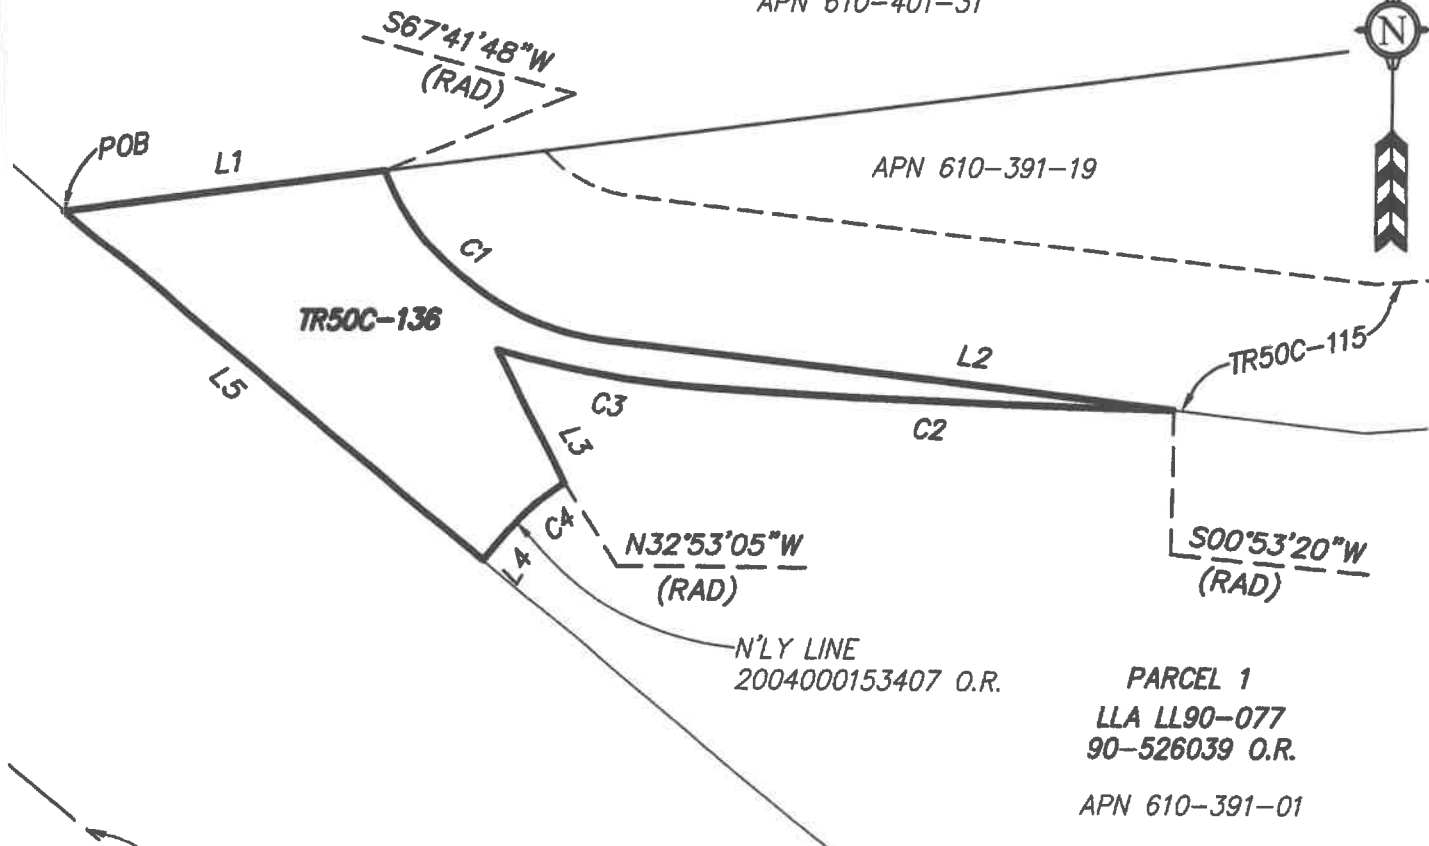 APN 610-401-31
N
S67°41'48"W
(RAD)
POB
L1
APN 610-391-19
C1
TR50C-136
L2
TR50C-115
L5
C3
C2
L3
C4
L4
N32°53'05"W
(RAD)
S00°53'20"W
(RAD)
N'LY LINE
2004000153407 O.R.
PARCEL 1
LLA LL90-077
90-526039 O.R.
APN 610-391-01